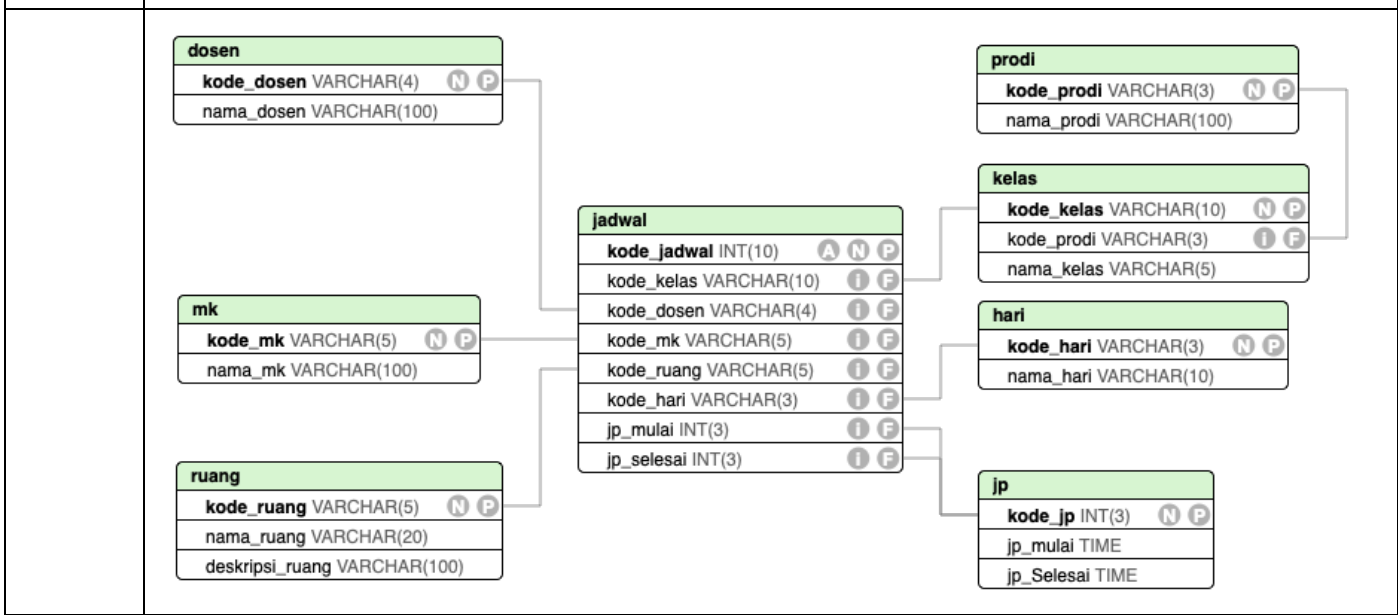 dosen
kode_dosen VARCHAR(4) N P
nama_dosen VARCHAR(100)
mk
kode_mk VARCHAR(5) N P
nama_mk VARCHAR(100)
ruang
kode_ruang VARCHAR(5) N P
nama_ruang VARCHAR(20)
deskripsi_ruang VARCHAR(100)
jadwal
kode_jadwal INT(10) A N P
kode_kelas VARCHAR(10) i F
kode_dosen VARCHAR(4) i F
kode_mk VARCHAR(5) i F
kode_ruang VARCHAR(5) i F
kode_hari VARCHAR(3) i F
jp_mulai INT(3) i F
jp_selesai INT(3) i F
prodi
kode_prodi VARCHAR(3) N P
nama_prodi VARCHAR(100)
kelas
kode_kelas VARCHAR(10) N P
kode_prodi VARCHAR(3) i F
nama_kelas VARCHAR(5)
hari
kode_hari VARCHAR(3) N P
nama_hari VARCHAR(10)
jp
kode_jp INT(3) N P
jp_mulai TIME
jp_Selesai TIME